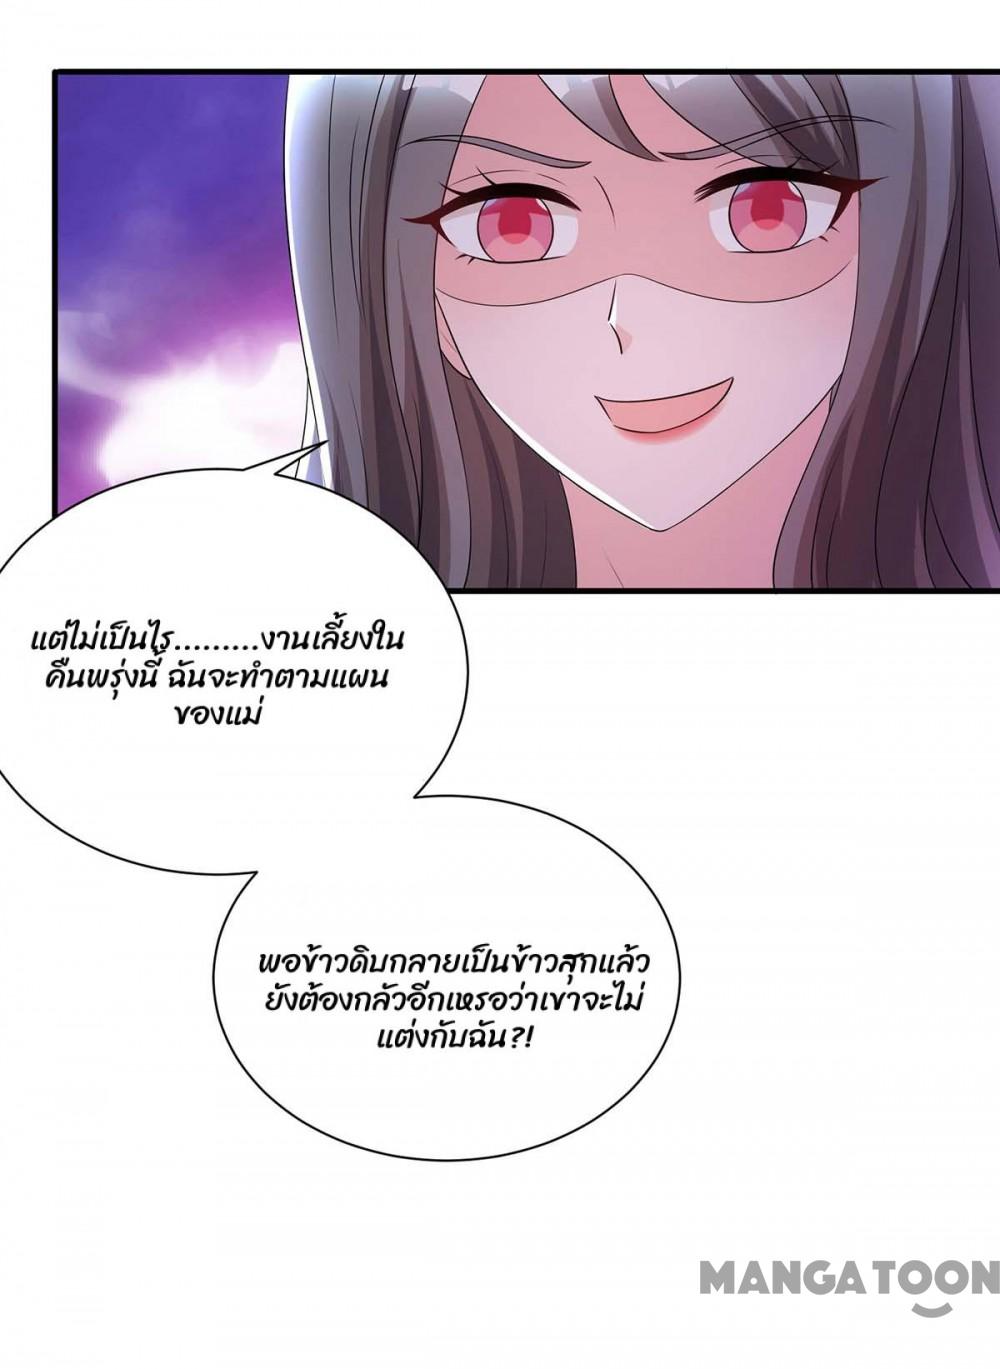 แต่ไม่เป็นไร.........งานเลี้ยงใน
คืนพรุ่งนี้ ฉันจะทำตามแผน
ของแม่
พอข้าวดิบกลายเป็นข้าวสุกแล้ว
ยังต้องกลัวอีกเหรอว่าเขาจะไม่
แต่งกับฉัน?!
MANGATOON